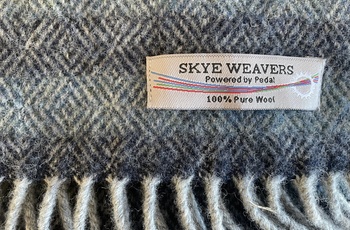 SKYE WEAVERS
Powered by Pedal
100% Pure Wool